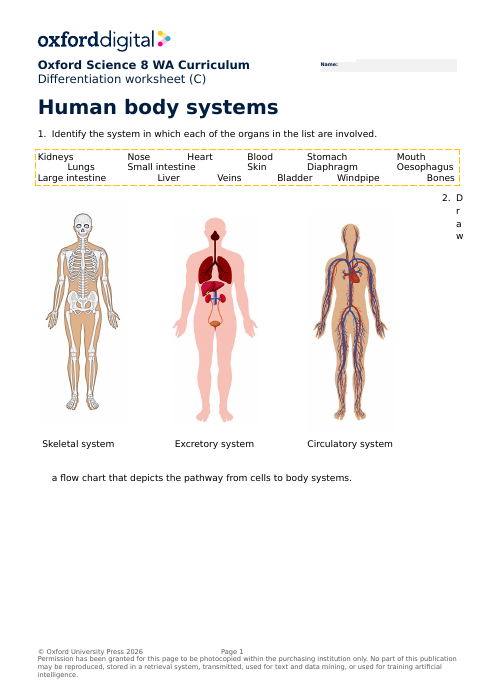 oxforddigital
Oxford Science 8 WA Curriculum
Name:
Differentiation worksheet (C)
Human body systems
1. Identify the system in which each of the organs in the list are involved.
Kidneys Nose Heart Blood Stomach Mouth
Lungs Small intestine Skin Diaphragm Oesophagus
Large intestine Liver Veins Bladder Windpipe Bones
2. D
r
a
w
Skeletal system Excretory system Circulatory system
a flow chart that depicts the pathway from cells to body systems.
© Oxford University Press 2026 Page 1
Permission has been granted for this page to be photocopied within the purchasing institution only. No part of this publication
may be reproduced, stored in a retrieval system, transmitted, used for text and data mining, or used for training artificial
intelligence.